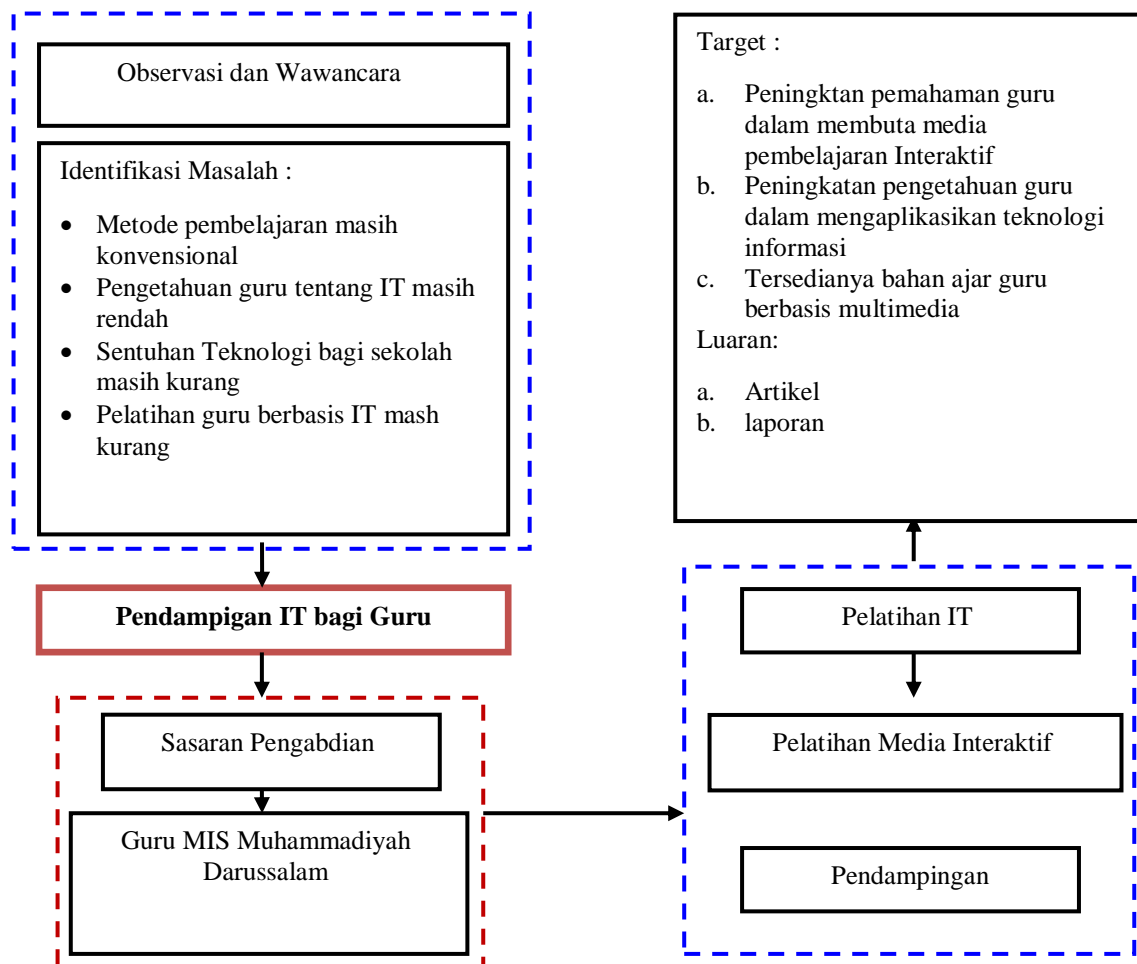 Observasi dan Wawancara
Identifikasi Masalah :
• Metode pembelajaran masih
konvensional
• Pengetahuan guru tentang IT masih
rendah
• Sentuhan Teknologi bagi sekolah
masih kurang
• Pelatihan guru berbasis IT mash
kurang
Pendampigan IT bagi Guru
Sasaran Pengabdian
Guru MIS Muhammadiyah
Darussalam
Pelatihan IT
Pelatihan Media Interaktif
Pendampingan
Target :
a. Peningktan pemahaman guru
dalam membuta media
pembelajaran Interaktif
b. Peningkatan pengetahuan guru
dalam mengaplikasikan teknologi
informasi
c. Tersedianya bahan ajar guru
berbasis multimedia
Luaran:
a. Artikel
b. laporan